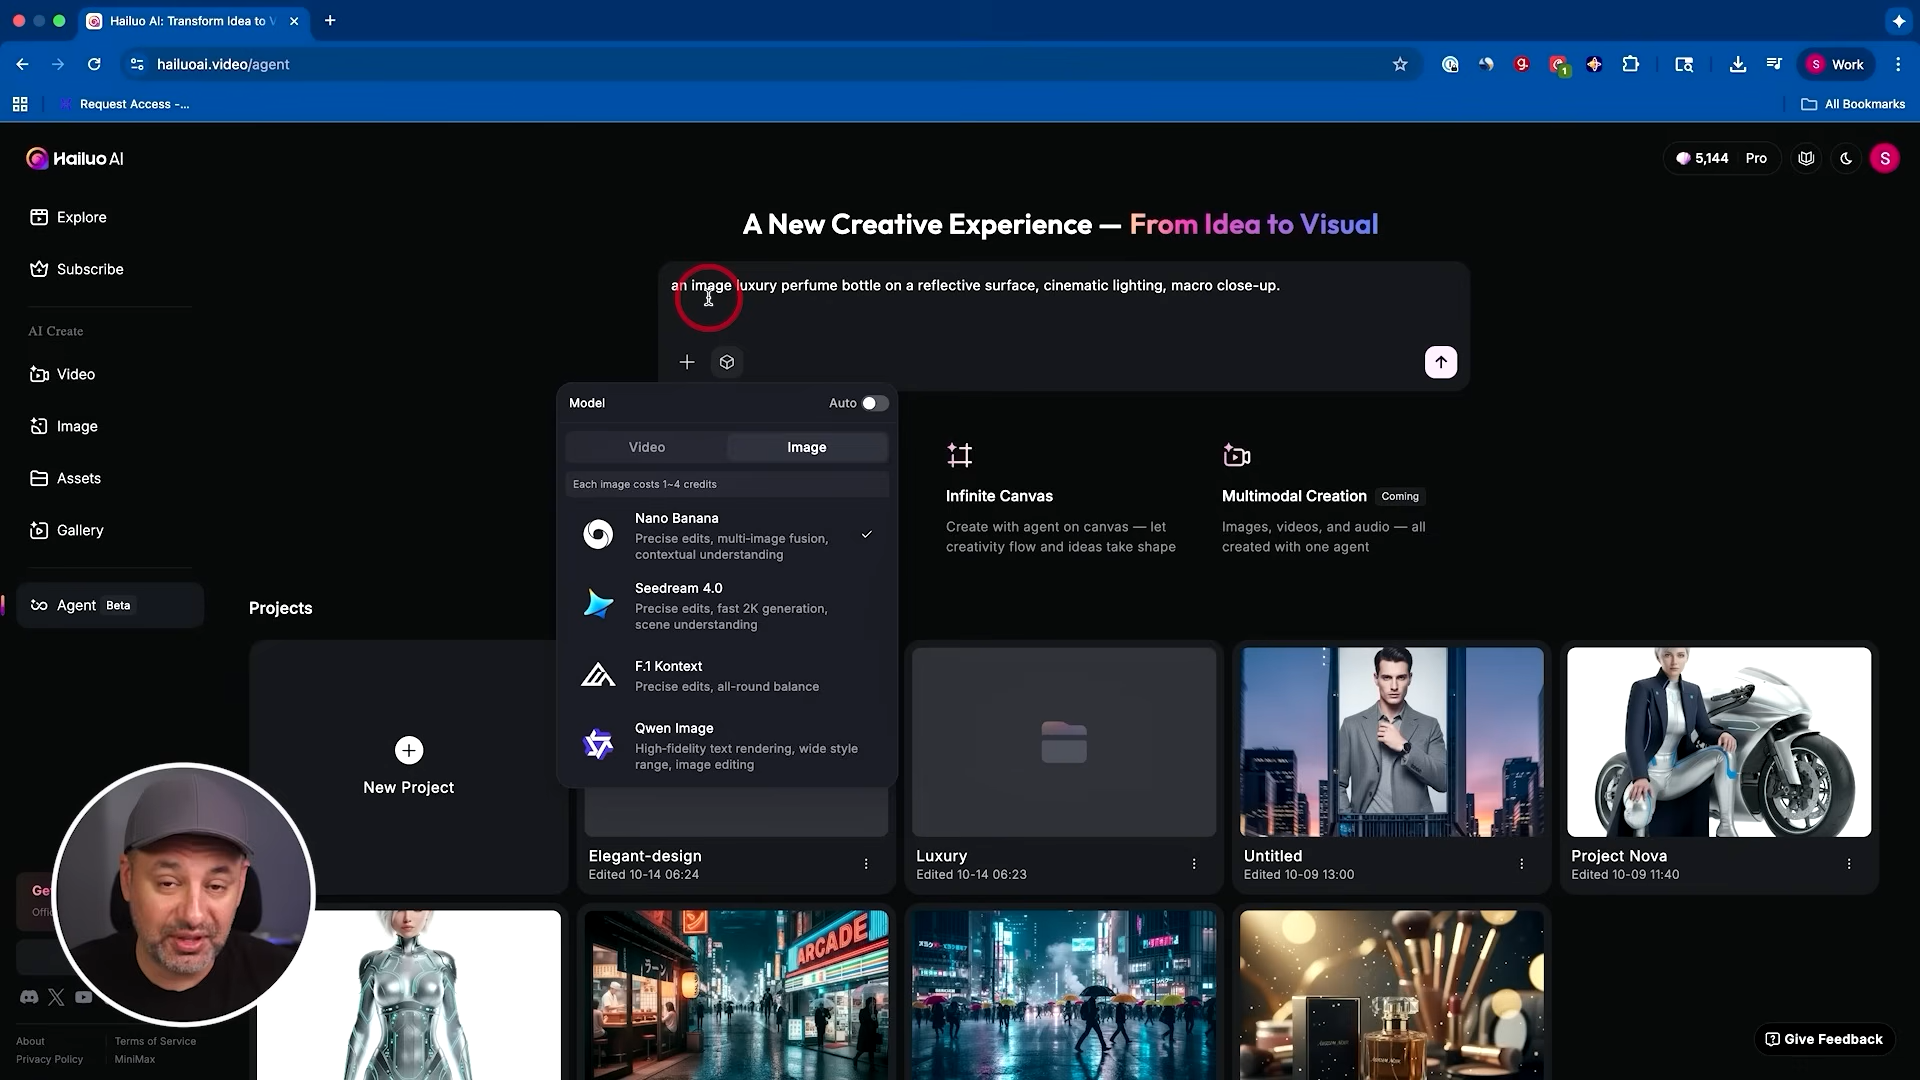 Hailuo AI: Transform Idea to V
hailuoai.video/agent
1
S Work
Request Access -...
All Bookmarks
Hailuo AI
5,144 Pro
S
Explore
Subscribe
AI Create
Video
Image
Assets
Gallery
Agent Beta
A New Creative Experience — From Idea to Visual
an image luxury perfume bottle on a reflective surface, cinematic lighting, macro close-up.
Model
Auto
Video Image
Each image costs 1~4 credits
Nano Banana
Precise edits, multi-image fusion,
contextual understanding
Seedream 4.0
Precise edits, fast 2K generation,
scene understanding
F.1 Kontext
Precise edits, all-round balance
Qwen Image
High-fidelity text rendering, wide style
range, image editing
Infinite Canvas
Create with agent on canvas — let
creativity flow and ideas take shape
Multimodal Creation Coming
Images, videos, and audio — all
created with one agent
Projects
New Project
Elegant-design
Edited 10-14 06:24
Luxury
Edited 10-14 06:23
Untitled
Edited 10-09 13:00
Project Nova
Edited 10-09 11:40
ARCADE
About
Terms of Service
Privacy Policy
MiniMax
Give Feedback